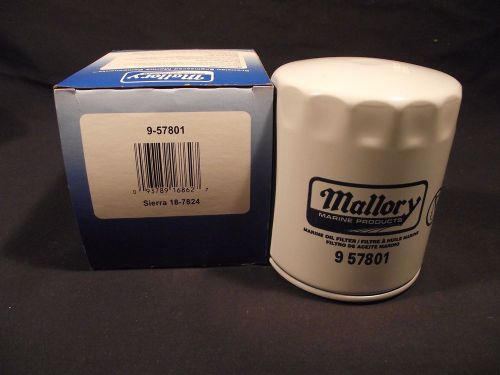 Mallory
9-57801
0 93789 16862 7
Sierra 18-7824
Mallory
MARINE PRODUCTS
MARINE OIL FILTER / FILTRE À HUILE MARINE
FILTRO DE ACEITE MARINO
9 57801